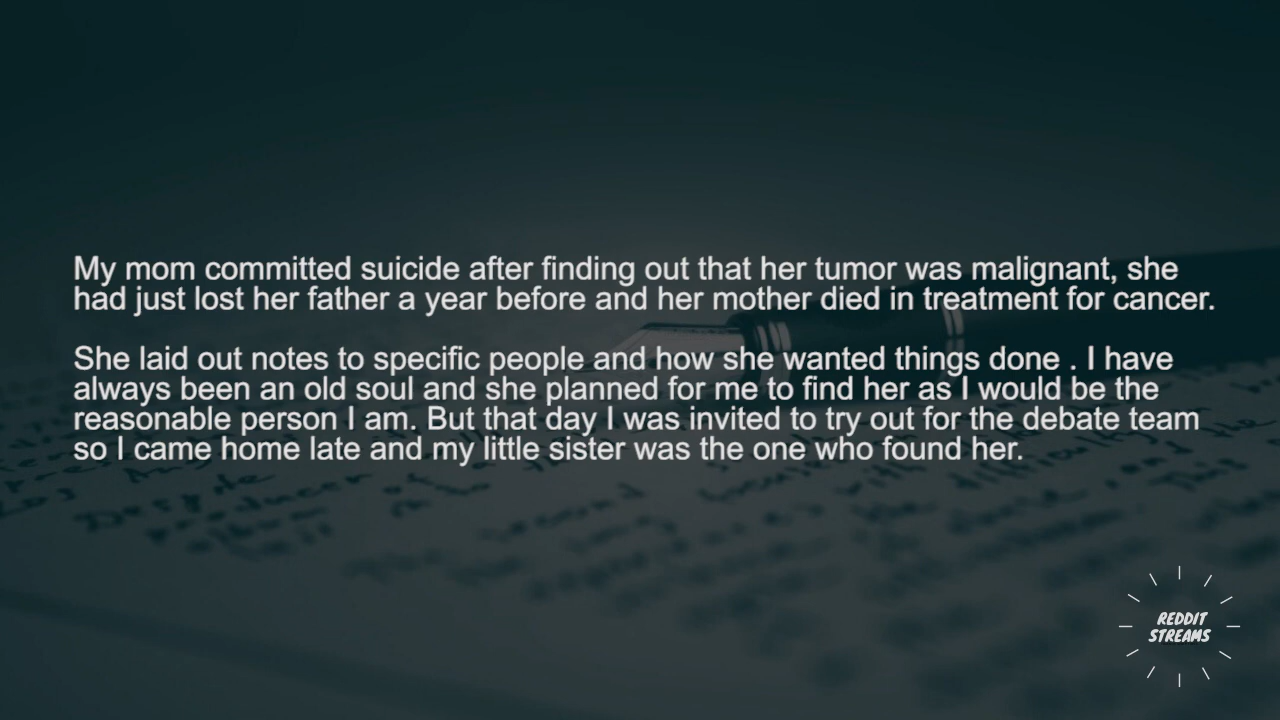 My mom committed suicide after finding out that her tumor was malignant, she
had just lost her father a year before and her mother died in treatment for cancer.
She laid out notes to specific people and how she wanted things done . I have
always been an old soul and she planned for me to find her as I would be the
reasonable person I am. But that day I was invited to try out for the debate team
so I came home late and my little sister was the one who found her.
REDDIT
STREAMS